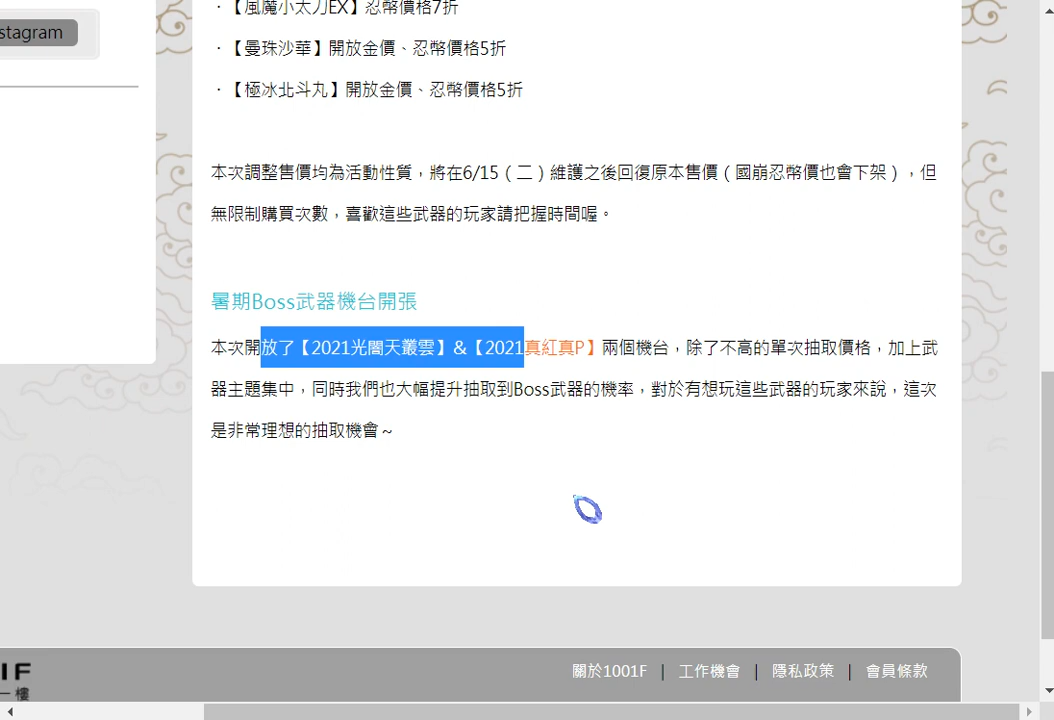 stagram
．【風魔小太刀EX】忍幣價格7折
．【曼珠沙華】開放金價、忍幣價格5折
．【極冰北斗丸】開放金價、忍幣價格5折
本次調整售價均為活動性質，將在6/15（二）維護之後回復原本售價（國崩忍幣價也會下架），但
無限制購買次數，喜歡這些武器的玩家請把握時間喔。
暑期Boss武器機台開張
本次開放了【2021光闇天叢雲】&【2021真紅真P】兩個機台，除了不高的單次抽取價格，加上武
器主題集中，同時我們也大幅提升抽取到Boss武器的機率，對於有想玩這些武器的玩家來說，這次
是非常理想的抽取機會～
1F
一樓
關於1001F | 工作機會 | 隱私政策 | 會員條款